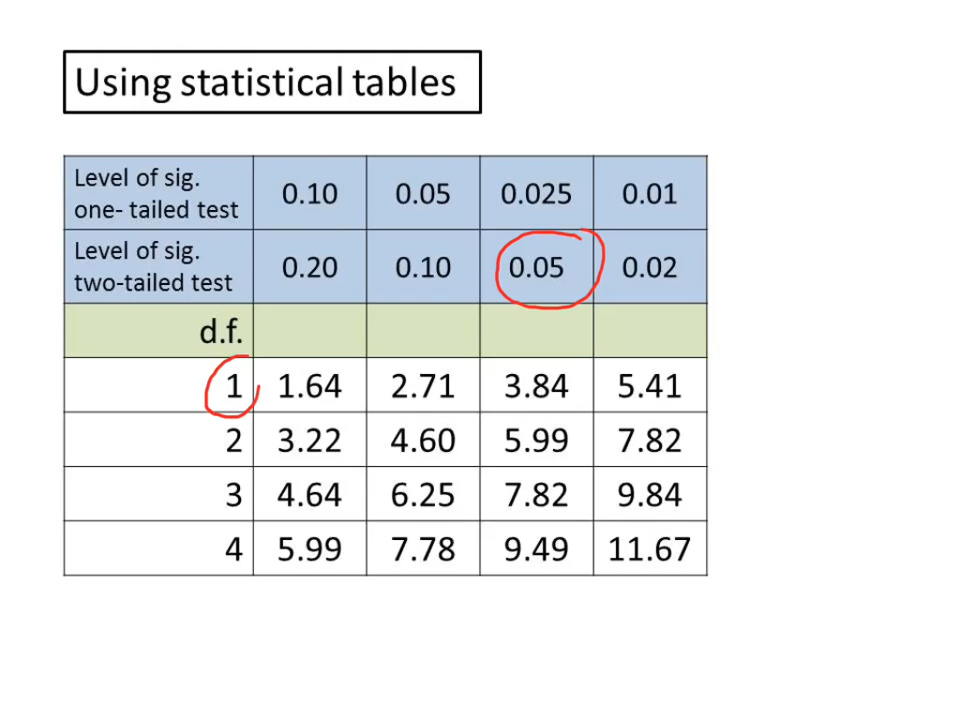 Using statistical tables
Level of sig.
one- tailed test
0.10 0.05 0.025 0.01
Level of sig.
two-tailed test
0.20 0.10 0.05 0.02
d.f.
1 1.64 2.71 3.84 5.41
2 3.22 4.60 5.99 7.82
3 4.64 6.25 7.82 9.84
4 5.99 7.78 9.49 11.67